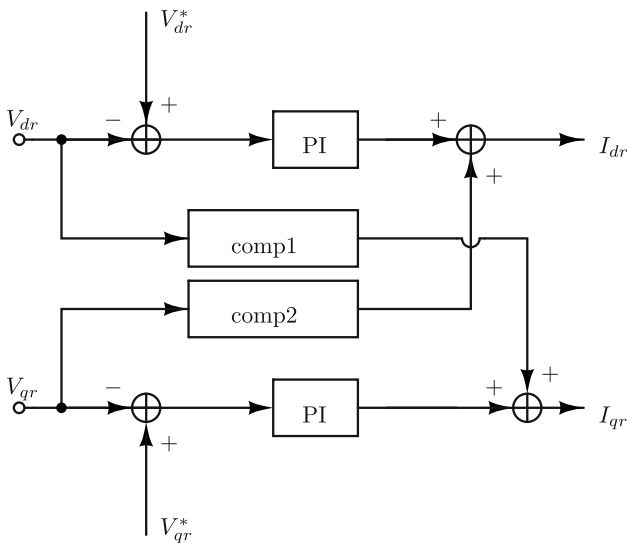 V*dr
Vdr
−
+
PI
+
Idr
+
comp1
comp2
Vqr
−
PI
+
+
+
Iqr
V*qr